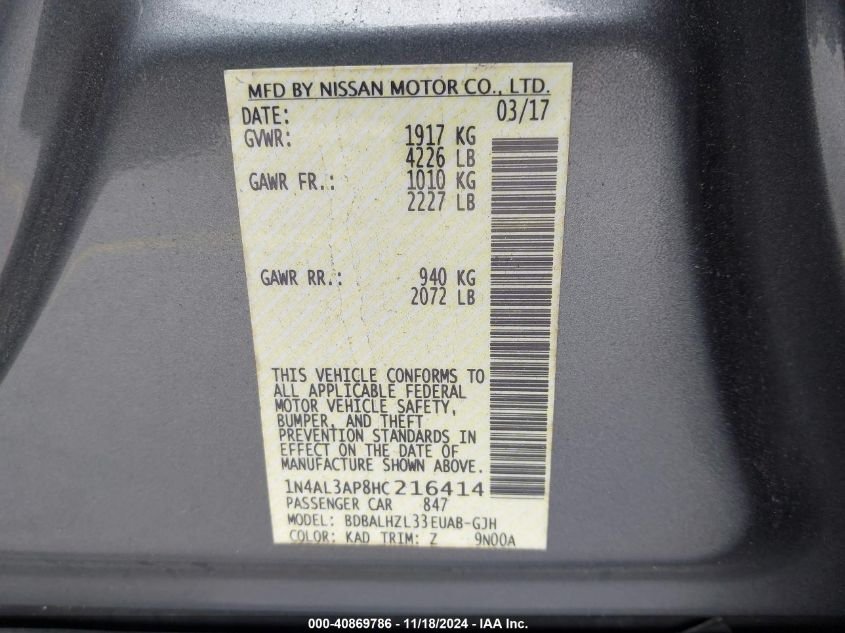 MFD BY NISSAN MOTOR CO., LTD.
DATE: 03/17
GVWR: 1917 KG
4226 LB
GAWR FR.: 1010 KG
2227 LB
GAWR RR.: 940 KG
2072 LB
THIS VEHICLE CONFORMS TO
ALL APPLICABLE FEDERAL
MOTOR VEHICLE SAFETY,
BUMPER, AND THEFT
PREVENTION STANDARDS IN
EFFECT ON THE DATE OF
MANUFACTURE SHOWN ABOVE.
1N4AL3AP8HC216414
PASSENGER CAR 847
MODEL: BDBALHZL33EUAB-GJH
COLOR: KAD TRIM: Z 9N00A
000-40869786 - 11/18/2024 - IAA Inc.